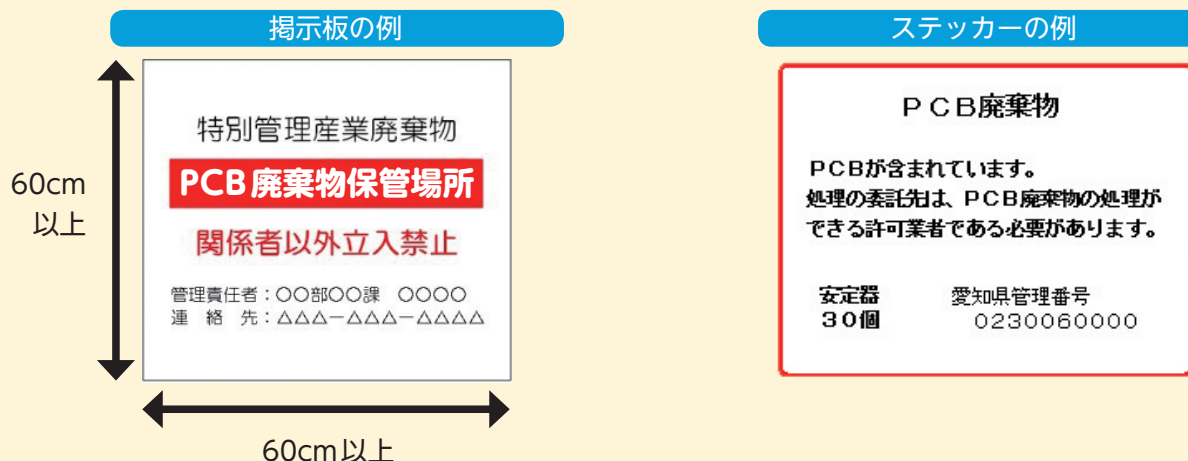 掲示板の例
60cm
以上
特別管理産業廃棄物
PCB廃棄物保管場所
関係者以外立入禁止
管理責任者：〇〇部〇〇課 〇〇〇〇
連 絡 先：△△△－△△△－△△△△
60cm以上
ステッカーの例
ＰＣＢ廃棄物
ＰＣＢが含まれています。
処理の委託先は、ＰＣＢ廃棄物の処理が
できる許可業者である必要があります。
安定器 愛知県管理番号
３０個 ０２３００６００００